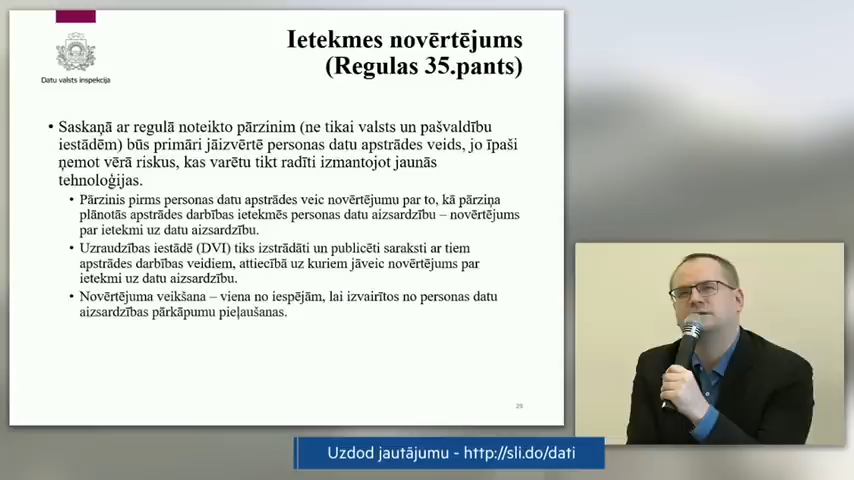 Datu valsts inspekcija
Ietekmes novērtējums
(Regulas 35.pants)
• Saskaņā ar regulā noteikto pārzinim (ne tikai valsts un pašvaldību
iestādēm) būs primāri jāizvērtē personas datu apstrādes veids, jo īpaši
ņemot vērā riskus, kas varētu tikt radīti izmantojot jaunās
tehnoloģijas.
• Pārzinis pirms personas datu apstrādes veic novērtējumu par to, kā pārziņa
plānotās apstrādes darbības ietekmēs personas datu aizsardzību – novērtējums
par ietekmi uz datu aizsardzību.
• Uzraudzības iestādē (DVI) tiks izstrādāti un publicēti saraksti ar tiem
apstrādes darbības veidiem, attiecībā uz kuriem jāveic novērtējums par
ietekmi uz datu aizsardzību.
• Novērtējuma veikšana – viena no iespējām, lai izvairītos no personas datu
aizsardzības pārkāpumu pieļaušanas.
29
Uzdod jautājumu - http://sli.do/dati